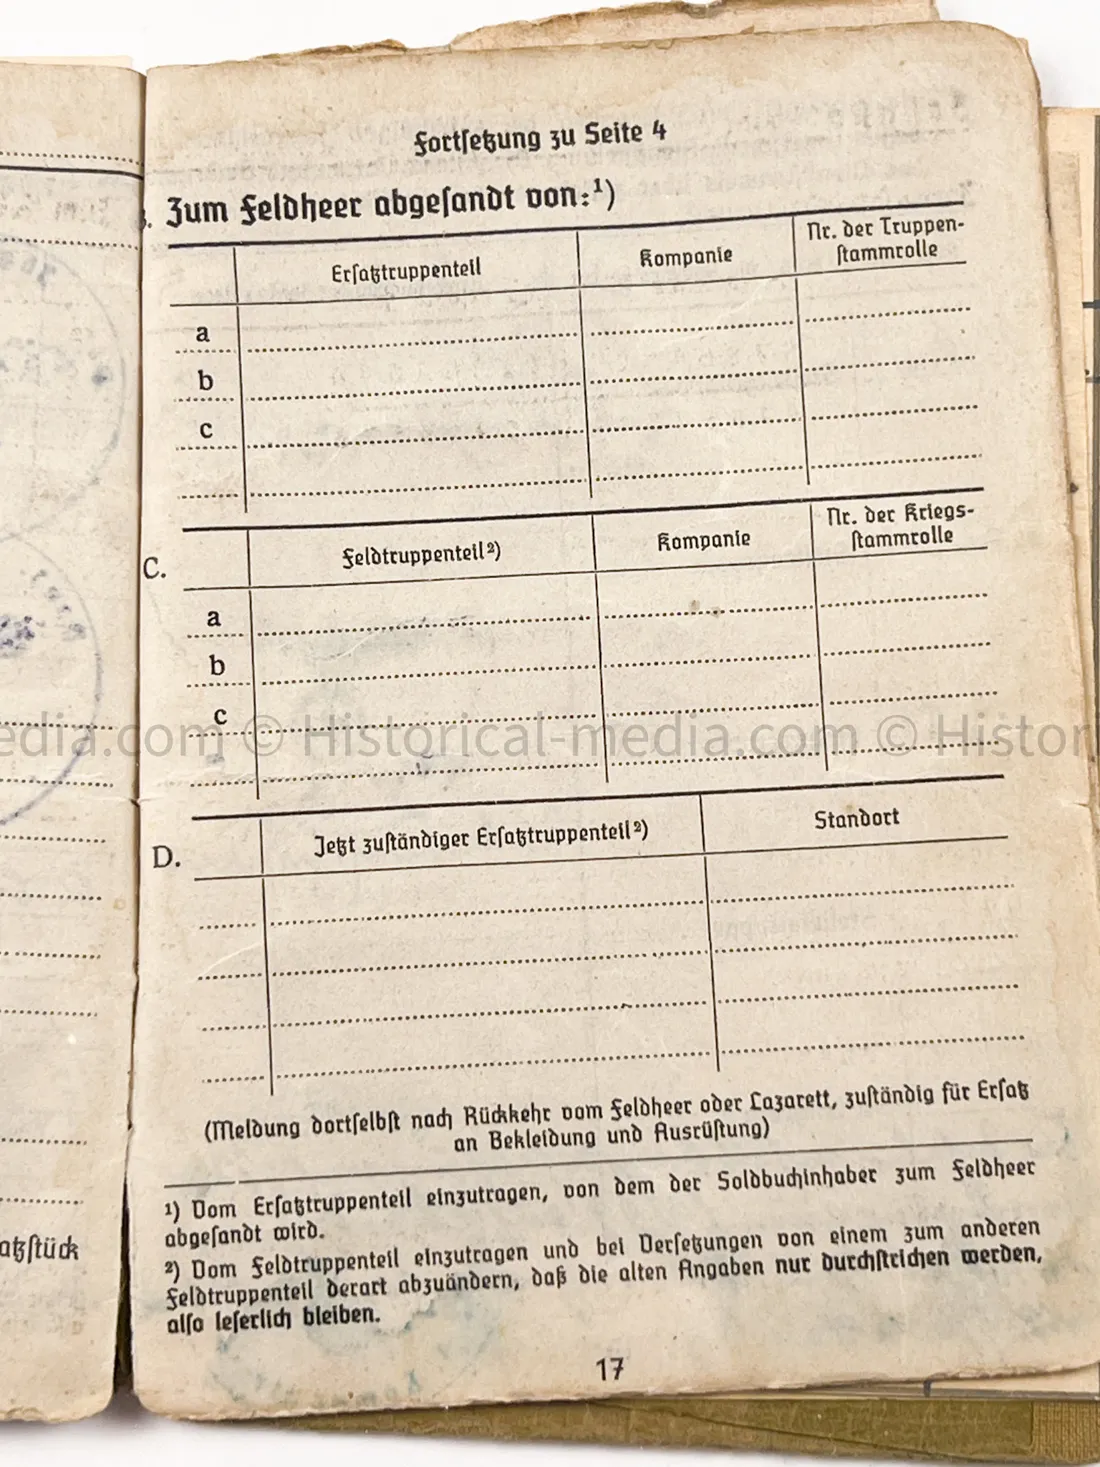 Fortsetzung zu Seite 4
B. Zum Feldheer abgesandt von:¹)
Ersatztruppenteil
Kompanie
Nr. der Truppen-
stammrolle
a
b
c
C.
Feldtruppenteil²)
Kompanie
Nr. der Kriegs-
stammrolle
a
b
c
edia.com © Historical-media.com © Histor
D.
Jetzt zuständiger Ersatztruppenteil²)
Standort
(Meldung dortselbst nach Rückkehr vom Feldheer oder Lazarett, zuständig für Ersatz
an Bekleidung und Ausrüstung)
¹) Vom Ersatztruppenteil einzutragen, von dem der Soldbuchinhaber zum Feldheer
abgesandt wird.
²) Vom Feldtruppenteil einzutragen und bei Versetzungen von einem zum anderen
Feldtruppenteil derart abzuändern, daß die alten Angaben nur durchstrichen werden,
also leserlich bleiben.
atzstück
17